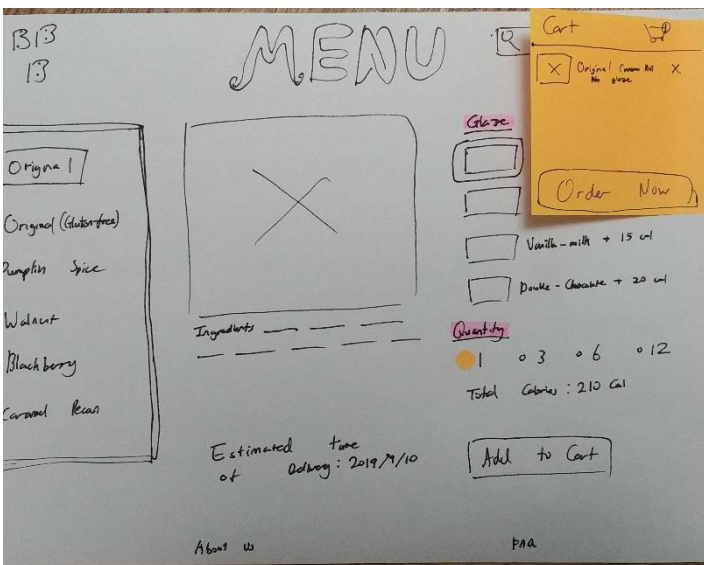 BB
B
MENU
Cart
Original Cinnamon Roll
No glaze
Order Now
Original
Original (Gluten-free)
Pumpkin Spice
Walnut
Blackberry
Caramel Pecan
Ingredients
Estimated time
of Delivery: 2019/9/10
Glaze
Vanilla-milk + 15 cal
Double-Chocolate + 20 cal
Quantity
1 3 6 12
Total Calories: 210 Cal
Add to Cart
About us
FAQ